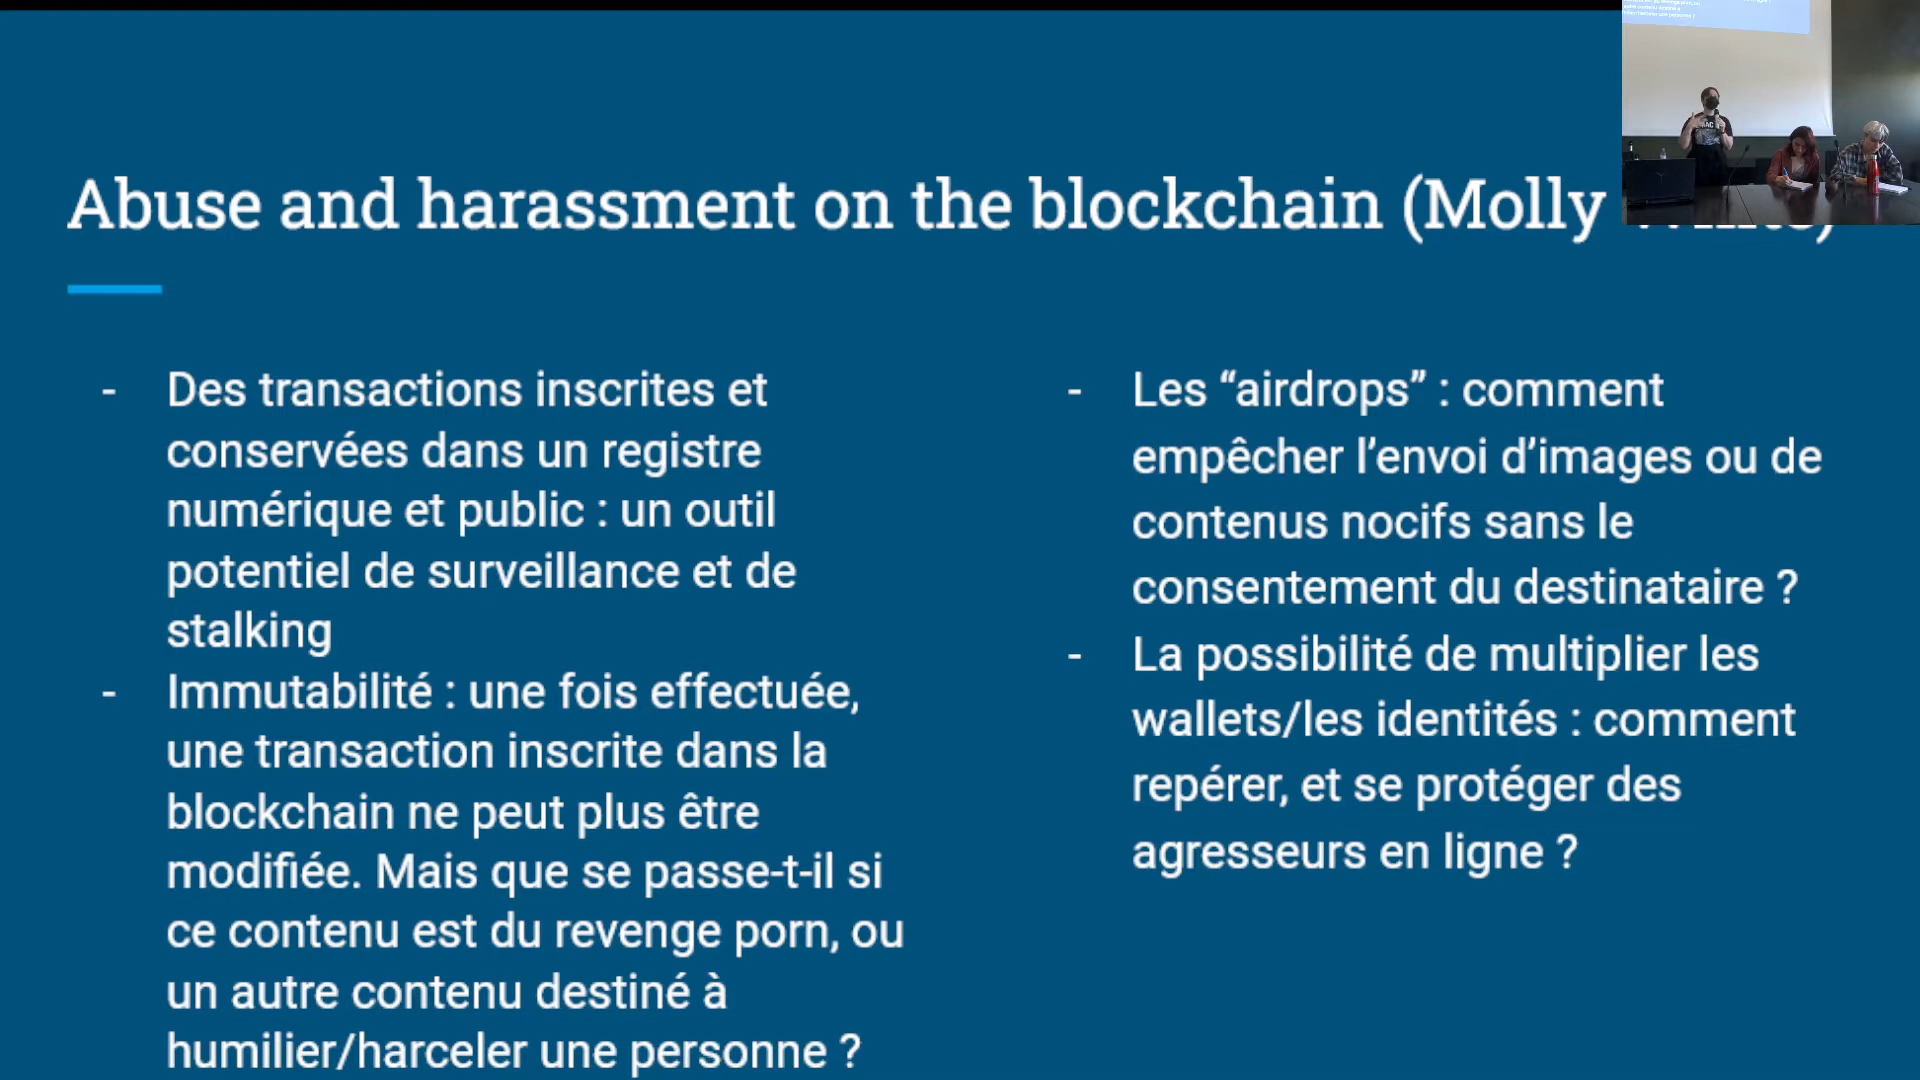 Abuse and harassment on the blockchain (Molly
- Des transactions inscrites et
conservées dans un registre
numérique et public : un outil
potentiel de surveillance et de
stalking
- Immutabilité : une fois effectuée,
une transaction inscrite dans la
blockchain ne peut plus être
modifiée. Mais que se passe-t-il si
ce contenu est du revenge porn, ou
un autre contenu destiné à
humilier/harceler une personne ?
- Les “airdrops” : comment
empêcher l’envoi d’images ou de
contenus nocifs sans le
consentement du destinataire ?
- La possibilité de multiplier les
wallets/les identités : comment
repérer, et se protéger des
agresseurs en ligne ?